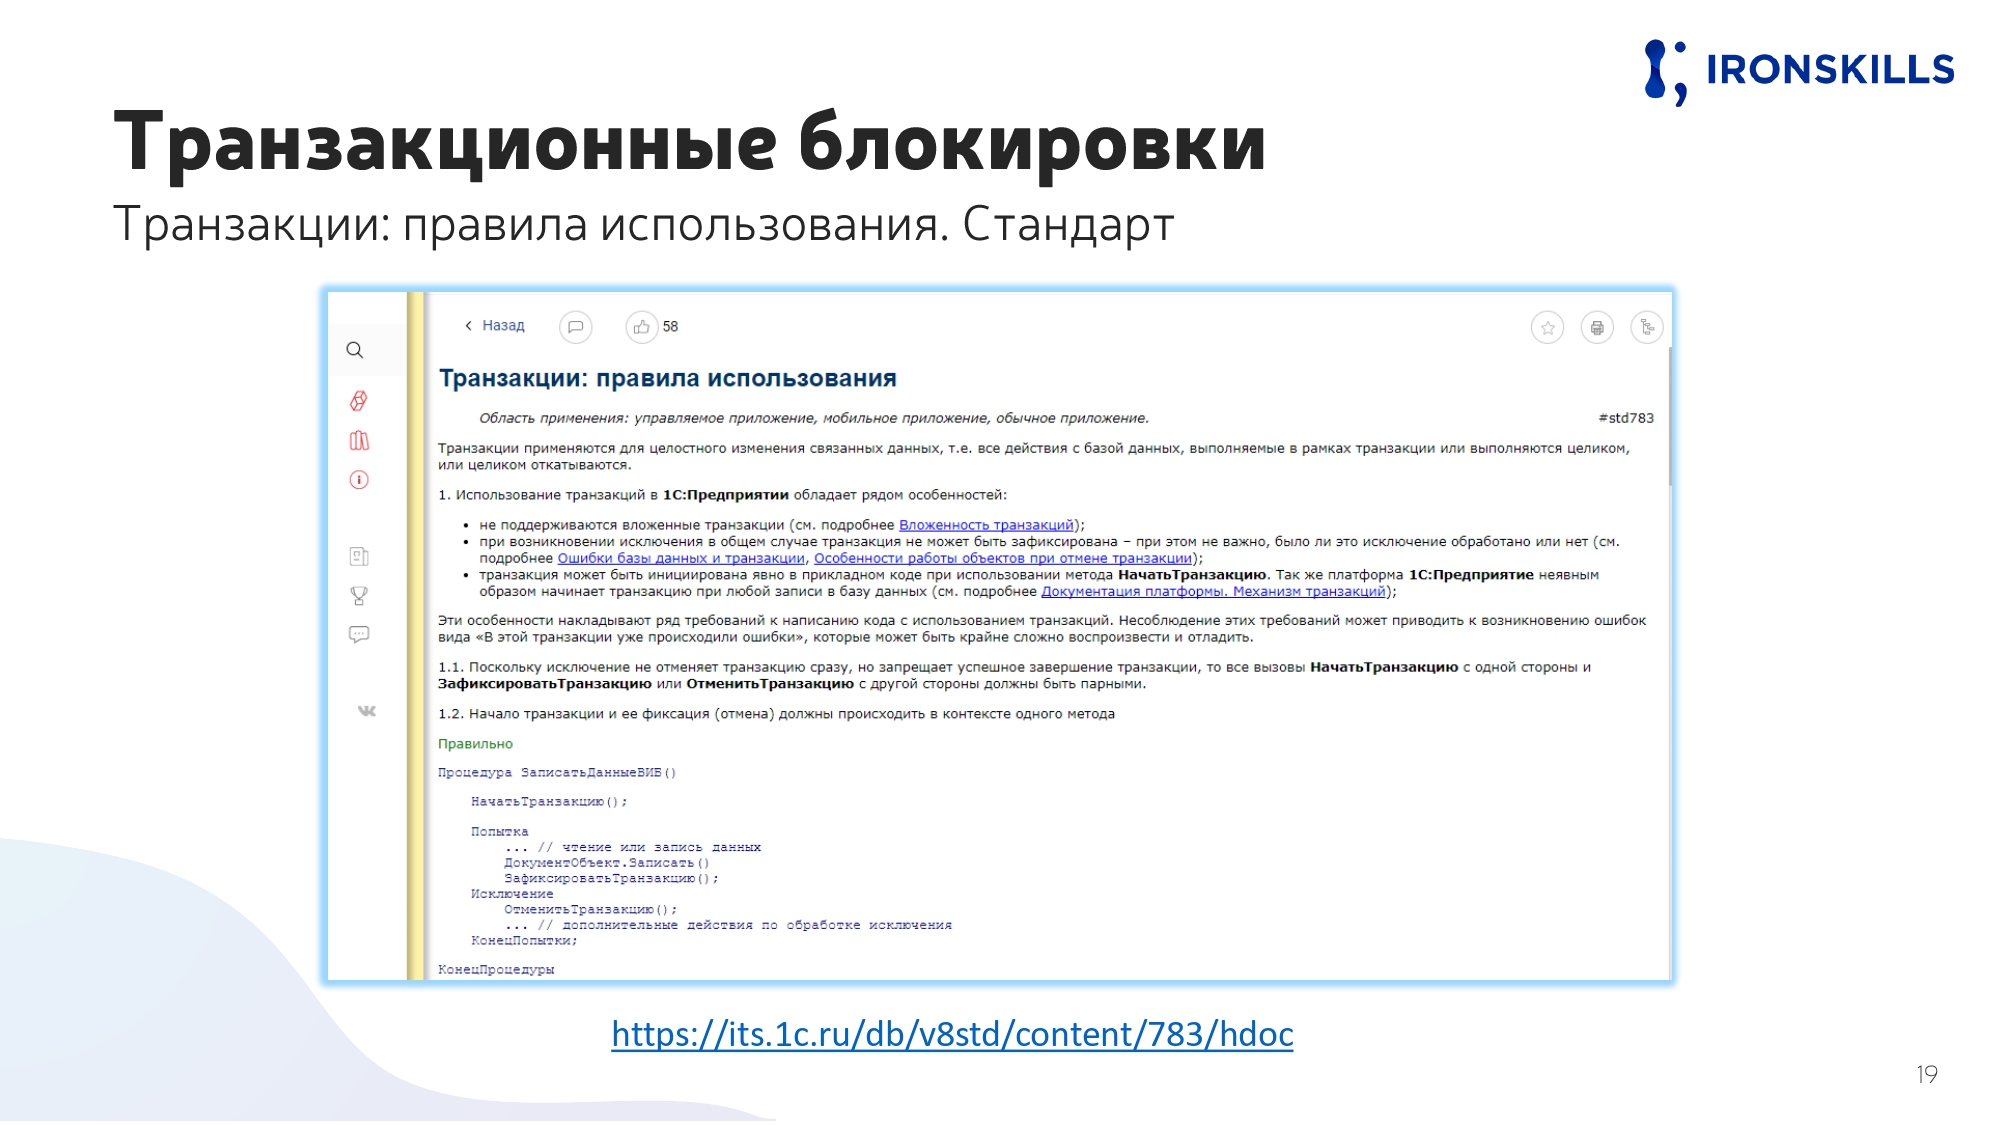 IRONSKILLS
Транзакционные блокировки
Транзакции: правила использования. Стандарт
Назад
58
Транзакции: правила использования
Область применения: управляемое приложение, мобильное приложение, обычное приложение.
#std783
Транзакции применяются для целостного изменения связанных данных, т.е. все действия с базой данных, выполняемые в рамках транзакции или выполняются целиком,
или целиком откатываются.
1. Использование транзакций в 1С:Предприятии обладает рядом особенностей:
• не поддерживаются вложенные транзакции (см. подробнее Вложенность транзакций);
• при возникновении исключения в общем случае транзакция не может быть зафиксирована – при этом не важно, было ли это исключение обработано или нет (см.
подробнее Ошибки базы данных и транзакции, Особенности работы объектов при отмене транзакции);
• транзакция может быть инициирована явно в прикладном коде при использовании метода НачатьТранзакцию. Так же платформа 1С:Предприятие неявным
образом начинает транзакцию при любой записи в базу данных (см. подробнее Документация платформы. Механизм транзакций);
Эти особенности накладывают ряд требований к написанию кода с использованием транзакций. Несоблюдение этих требований может приводить к возникновению ошибок
вида «В этой транзакции уже происходили ошибки», которые может быть крайне сложно воспроизвести и отладить.
1.1. Поскольку исключение не отменяет транзакцию сразу, но запрещает успешное завершение транзакции, то все вызовы НачатьТранзакцию с одной стороны и
ЗафиксироватьТранзакцию или ОтменитьТранзакцию с другой стороны должны быть парными.
1.2. Начало транзакции и ее фиксация (отмена) должны происходить в контексте одного метода
Правильно
Процедура ЗаписатьДанныеВИБ()
НачатьТранзакцию();
Попытка
... // чтение или запись данных
ДокументОбъект.Записать()
ЗафиксироватьТранзакцию();
Исключение
ОтменитьТранзакцию();
... // дополнительные действия по обработке исключения
КонецПопытки;
КонецПроцедуры
https://its.1c.ru/db/v8std/content/783/hdoc
19